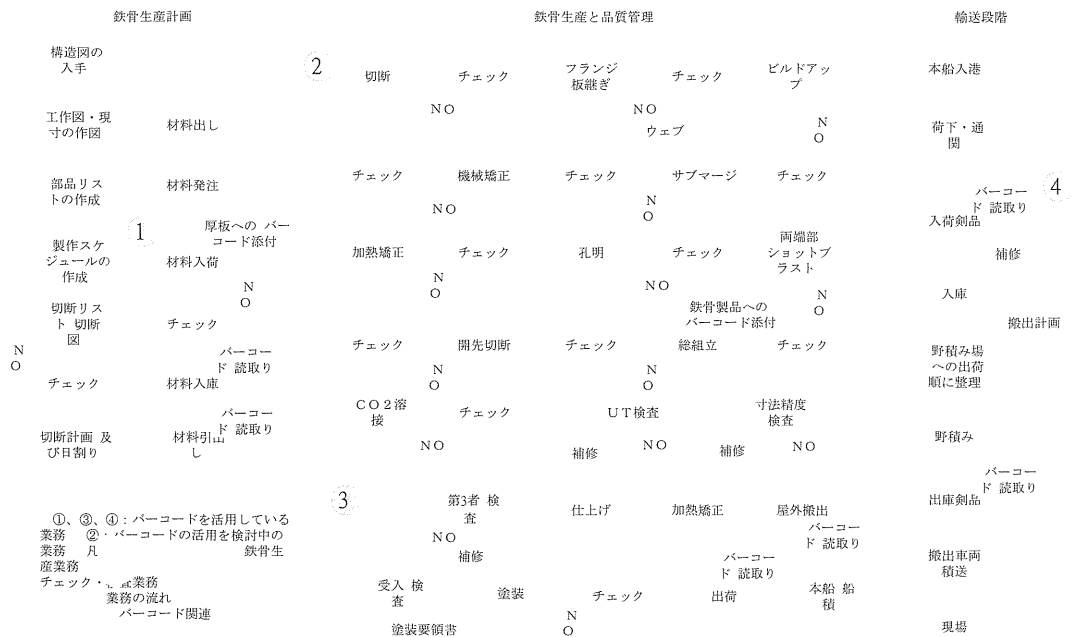 鉄骨生産計画
構造図の
入手
工作図・現
寸の作図
材料出し
部品リス
トの作成
材料発注
①
厚板への バー
コード添付
製作スケ
ジュールの
作成
材料入荷
N
O
切断リス
ト 切断
図
チェック
N
O
バーコー
ド 読取り
チェック
材料入庫
バーコー
ド 読取り
切断計画 及
び日割り
材料引出
し
①、③、④：バーコードを活用している
業務 ②・バーコードの活用を検討中の
業務
鉄骨生
産業務
チェック・
業務
業務の流れ
バーコード関連
鉄骨生産と品質管理
②
切断
チェック
フランジ
板継ぎ
チェック
ビルドアッ
プ
NO
NO
ウェブ
N
O
チェック
機械矯正
チェック
サブマージ
チェック
NO
N
O
加熱矯正
チェック
孔明
チェック
両端部
ショットブ
ラスト
N
O
NO
鉄骨製品への
バーコード添付
N
O
チェック
開先切断
チェック
総組立
チェック
N
O
N
O
CO2溶
接
チェック
UT検査
寸法精度
検査
NO
補修
NO
補修
NO
③
第3者 検
査
仕上げ
加熱矯正
屋外搬出
NO
補修
バーコー
ド 読取り
バーコー
ド 読取り
受入 検
査
塗装
チェック
出荷
本船 船
積
塗装要領書
N
O
輸送段階
本船入港
荷下・通
関
④
バーコー
ド 読取り
入荷剣品
補修
入庫
搬出計画
野積み場
への出荷
順に整理
野積み
バーコー
ド 読取り
出庫剣品
搬出車両
積送
現場